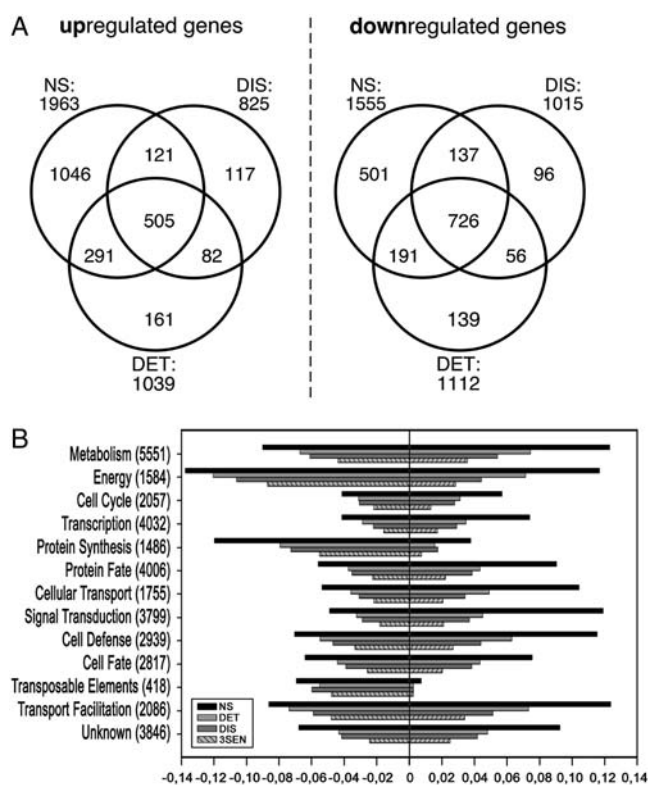 A
upregulated genes
downregulated genes
NS:
1963
DIS:
825
121
1046
117
505
291
82
161
DET:
1039
NS:
1555
DIS:
1015
137
501
96
726
191
56
139
DET:
1112
B
Metabolism (5551)
Energy (1584)
Cell Cycle (2057)
Transcription (4032)
Protein Synthesis (1486)
Protein Fate (4006)
Cellular Transport (1755)
Signal Transduction (3799)
Cell Defense (2939)
Cell Fate (2817)
Transposable Elements (418)
Transport Facilitation (2086)
Unknown (3846)
NS
DET
DIS
3SEN
-0,14 -0,12 -0,10 -0,08 -0,06 -0,04 -0,02 0 0,02 0,04 0,06 0,08 0,10 0,12 0,14